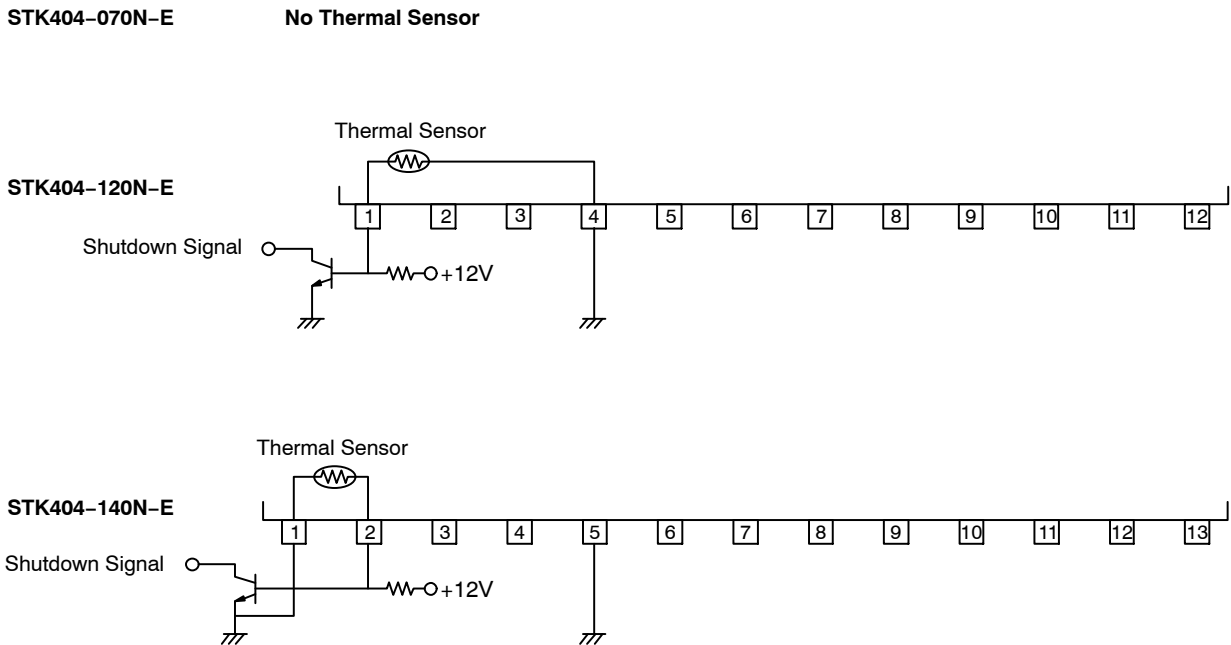 STK404−070N−E No Thermal Sensor
Thermal Sensor
STK404−120N−E
1 2 3 4 5 6 7 8 9 10 11 12
Shutdown Signal
+12V
Thermal Sensor
STK404−140N−E
1 2 3 4 5 6 7 8 9 10 11 12 13
Shutdown Signal
+12V